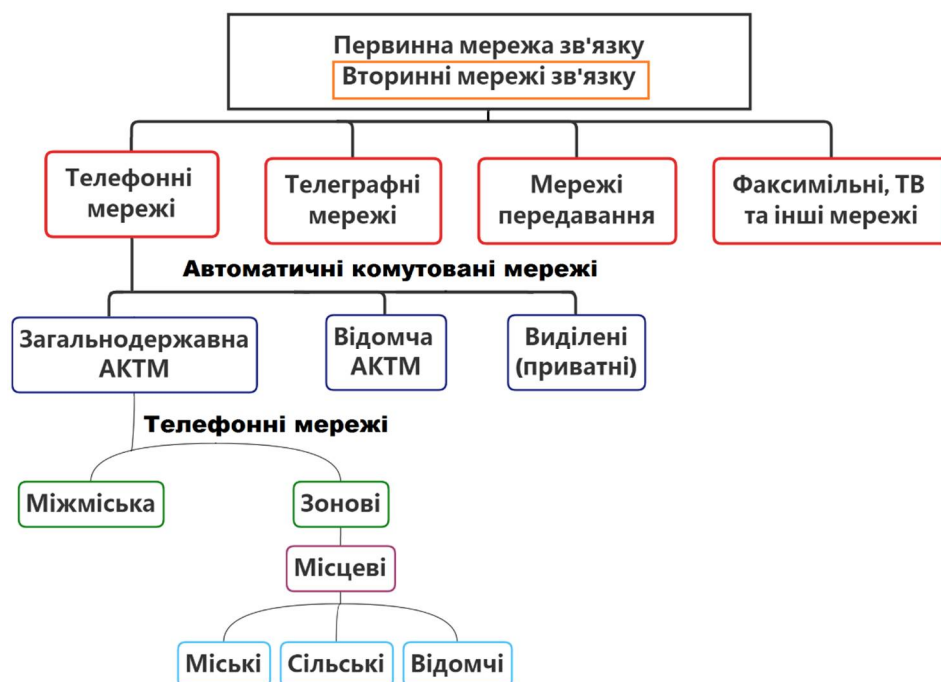 Первинна мережа зв'язку
Вторинні мережі зв'язку
Телефонні
мережі
Телеграфні
мережі
Мережі
передавання
Факсимільні, ТВ
та інші мережі
Автоматичні комутовані мережі
Загальнодержавна
АКТМ
Відомча
АКТМ
Виділені
(приватні)
Телефонні мережі
Міжміська
Зонові
Місцеві
Міські
Сільські
Відомчі